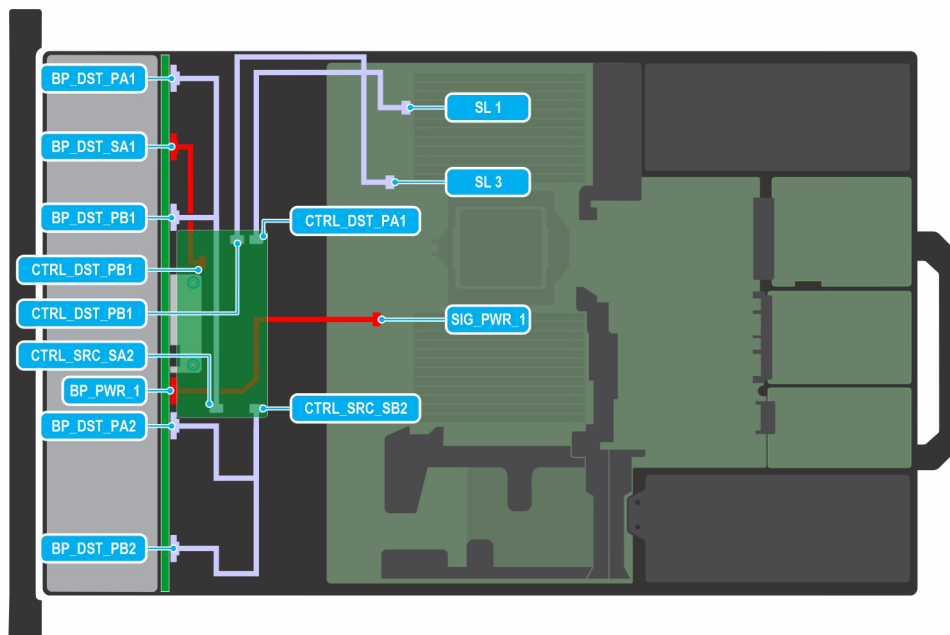 BP_DST_PA1
BP_DST_SA1
BP_DST_PB1
CTRL_DST_PB1
CTRL_DST_PB1
CTRL_SRC_SA2
BP_PWR_1
BP_DST_PA2
BP_DST_PB2
SL 1
SL 3
CTRL_DST_PA1
SIG_PWR_1
CTRL_SRC_SB2